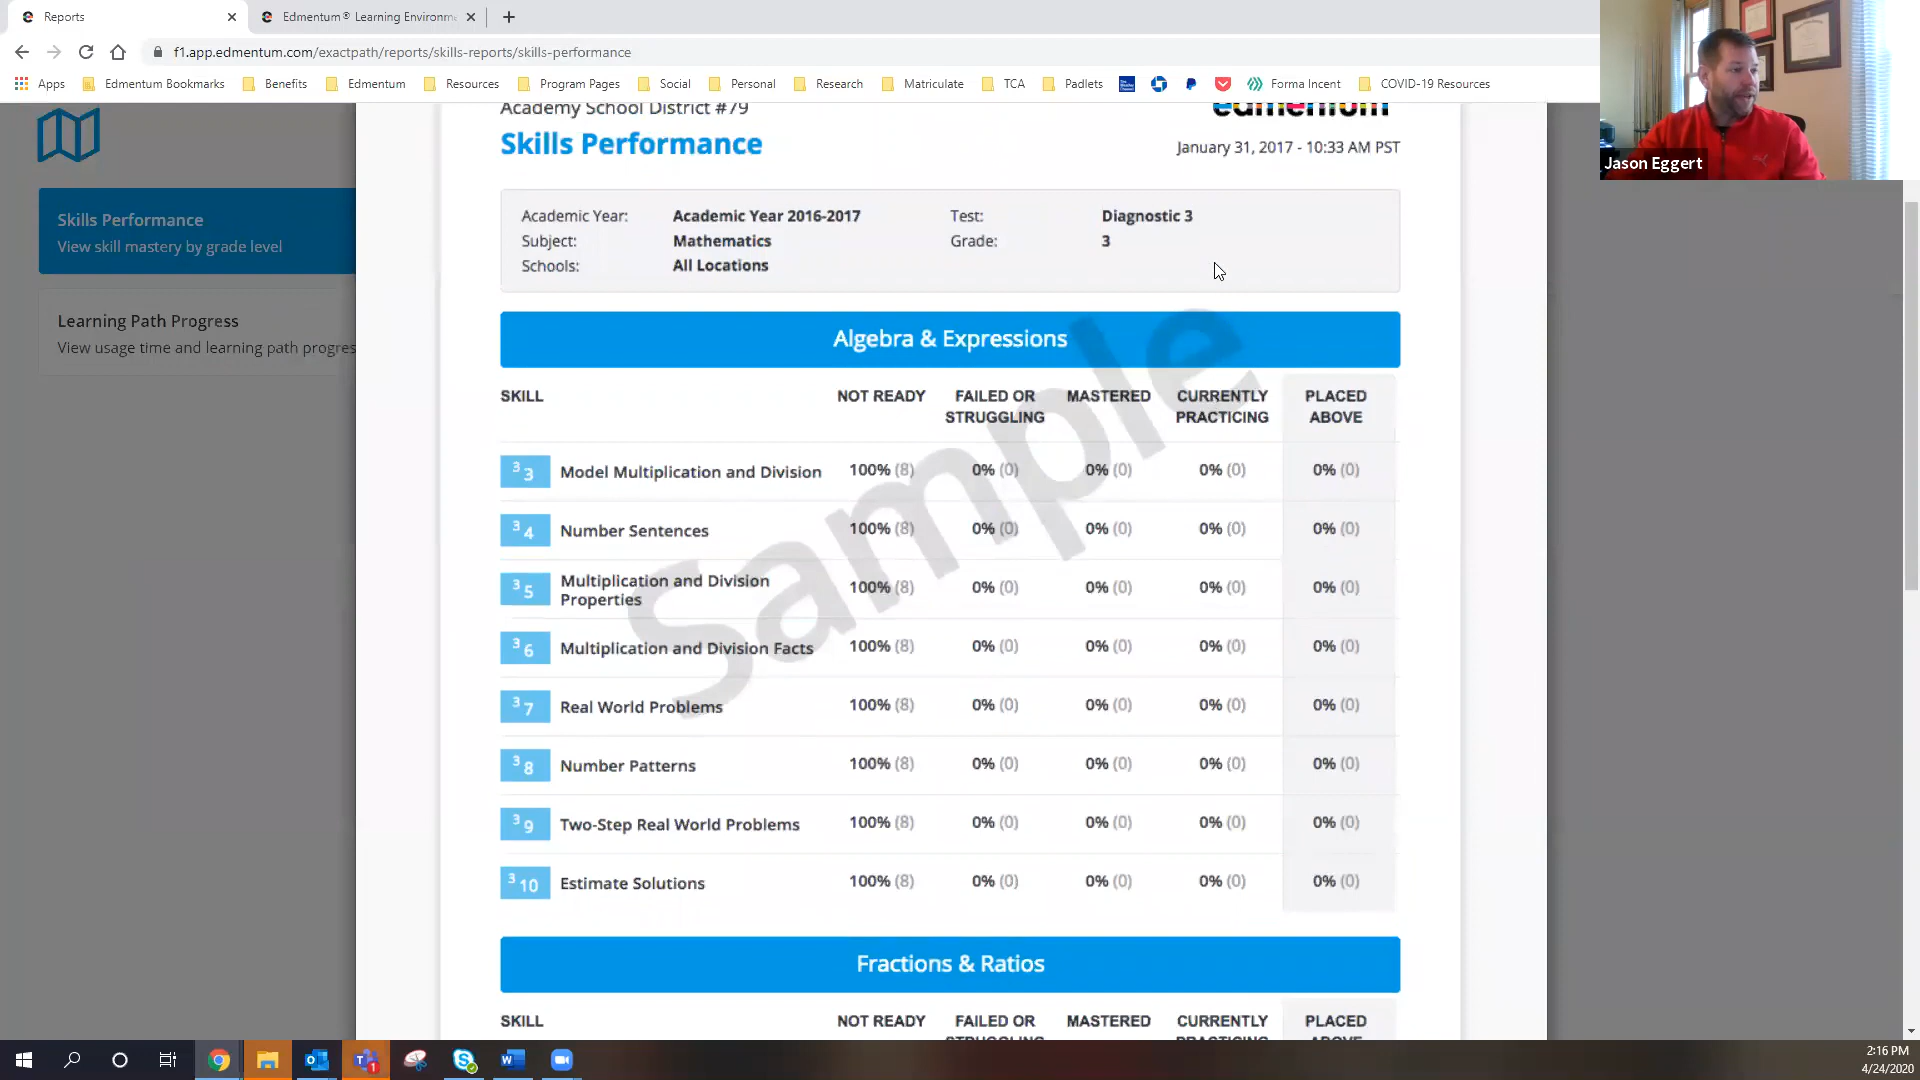 Reports
Edmentum® Learning Environm
f1.app.edmentum.com/exactpath/reports/skills-reports/skills-performance
Apps
Edmentum Bookmarks
Benefits
Edmentum
Resources
Program Pages
Social
Personal
Research
Matriculate
TCA
Padlets
Forma Incent
COVID-19 Resources
Jason Eggert
Skills Performance
View skill mastery by grade level
Learning Path Progress
View usage time and learning path progres
Academy School District #79
edmentum
Skills Performance
January 31, 2017 - 10:33 AM PST
Academic Year: Academic Year 2016-2017 Test: Diagnostic 3
Subject: Mathematics Grade: 3
Schools: All Locations
Algebra & Expressions
SKILL NOT READY FAILED OR STRUGGLING MASTERED CURRENTLY PRACTICING PLACED ABOVE
3 3 Model Multiplication and Division 100% (8) 0% (0) 0% (0) 0% (0) 0% (0)
3 4 Number Sentences 100% (8) 0% (0) 0% (0) 0% (0) 0% (0)
3 5 Multiplication and Division Properties 100% (8) 0% (0) 0% (0) 0% (0) 0% (0)
3 6 Multiplication and Division Facts 100% (8) 0% (0) 0% (0) 0% (0) 0% (0)
3 7 Real World Problems 100% (8) 0% (0) 0% (0) 0% (0) 0% (0)
3 8 Number Patterns 100% (8) 0% (0) 0% (0) 0% (0) 0% (0)
3 9 Two-Step Real World Problems 100% (8) 0% (0) 0% (0) 0% (0) 0% (0)
3 10 Estimate Solutions 100% (8) 0% (0) 0% (0) 0% (0) 0% (0)
Sample
Fractions & Ratios
SKILL NOT READY FAILED OR STRUGGLING MASTERED CURRENTLY PRACTICING PLACED ABOVE
2:16 PM
4/24/2020